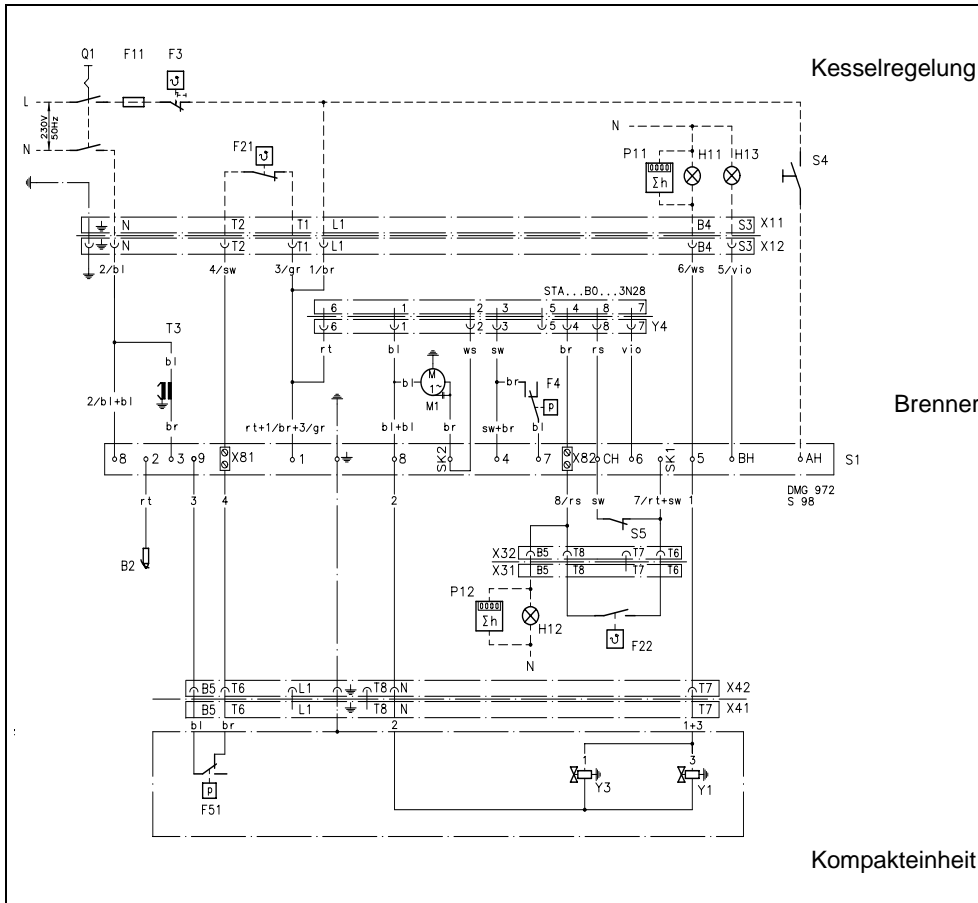 Q1 F11 F3
Kesselregelung
L
230V
50Hz
N
N
F21
P11 H11 H13
Σh
S4
N T2 T1 L1 B4 S3 X11
N T2 T1 L1 B4 S3 X12
2/bl 4/sw 3/gr 1/br 6/ws 5/vio
STA...B0...3N28
6 1 2 3 5 4 8 7
6 1 2 3 5 4 8 7 Y4
T3
rt bl ws sw br rs vio
bl
M
1~
M1
bl
br F4
p
2/bl+bl
br
rt+1/br+3/gr bl+bl br sw+br bl
Brenner
8 2 3 9 X81 1 8 SK2 4 7 X82 CH 6 SK1 5 BH AH S1
DMG 972
S 98
rt 3 4 2 8/rs sw 7/rt+sw 1
S5
B2
X32 B5 T8 T7 T6
X31 B5 T8 T7 T6
P12
Σh
H12
F22
N
B5 T6 L1 T8 N T7 X42
B5 T6 L1 T8 N T7 X41
bl br 2 1+3
1 3
Y3 Y1
p
F51
Kompakteinheit